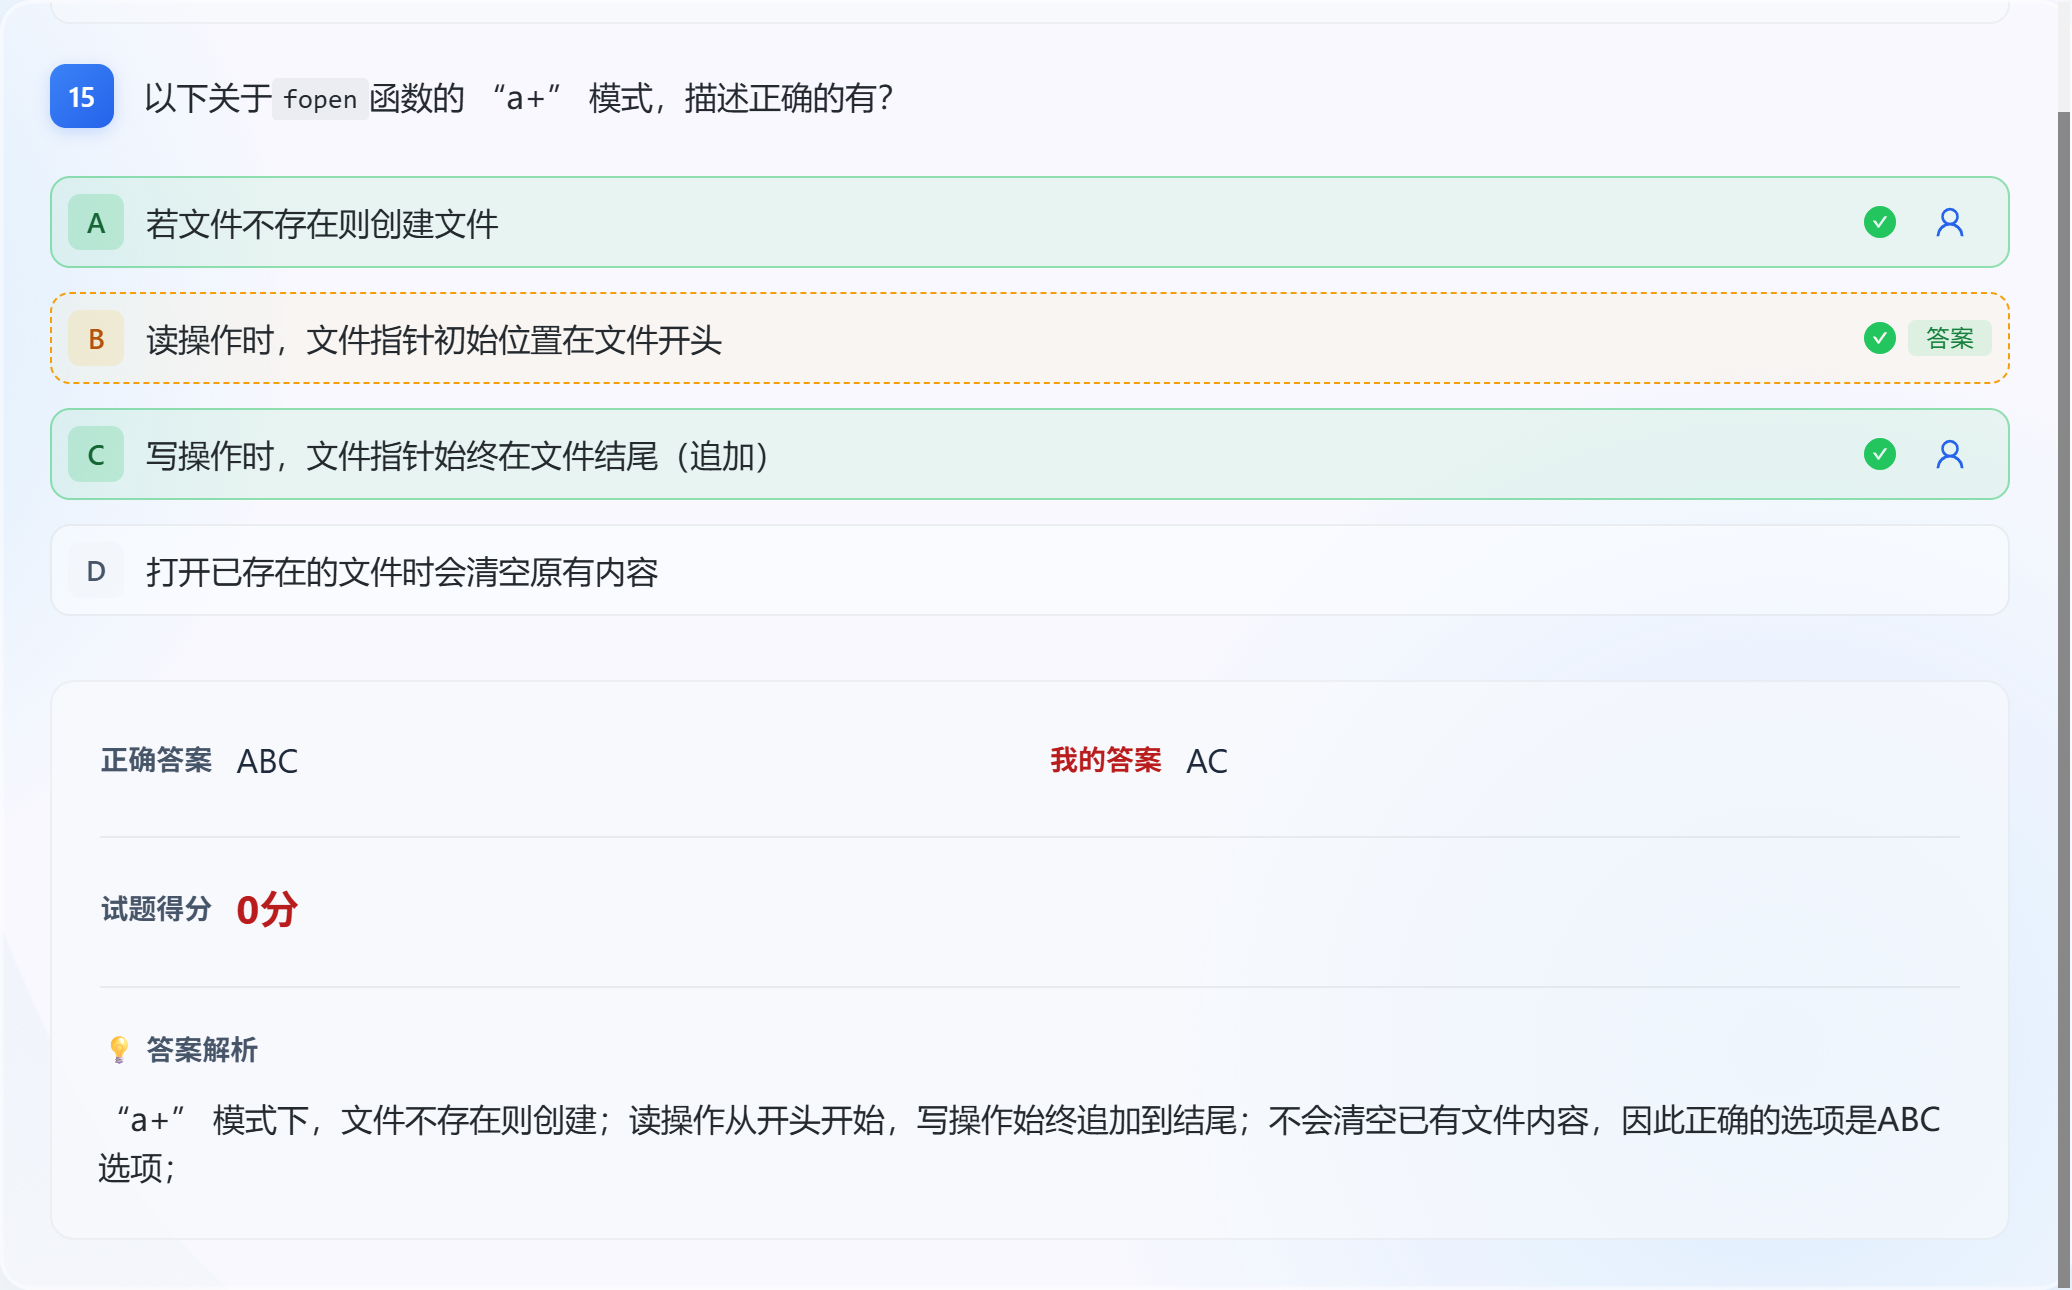 15 以下关于fopen函数的 “a+” 模式，描述正确的有？
A 若文件不存在则创建文件
B 读操作时，文件指针初始位置在文件开头 答案
C 写操作时，文件指针始终在文件结尾（追加）
D 打开已存在的文件时会清空原有内容
正确答案 ABC 我的答案 AC
试题得分 0分
答案解析
“a+” 模式下，文件不存在则创建；读操作从开头开始，写操作始终追加到结尾；不会清空已有文件内容，因此正确的选项是ABC
选项；